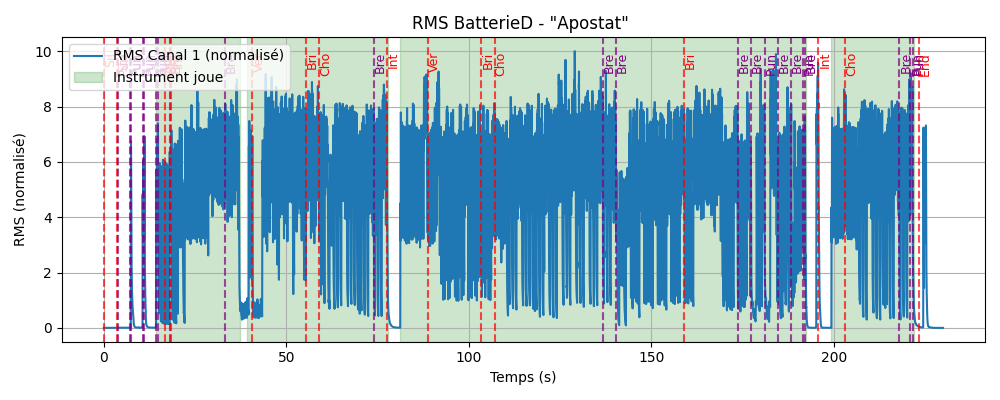 RMS BatterieD - "Apostat"
RMS Canal 1 (normalisé)
Instrument joue
Bre
Ver
Bri
Cho
Bre
Int
Ver
Bri
Cho
Bre
Bre
Bri
Bre
Bre
Bre
Bre
Int
Cho
Bre
End
RMS (normalisé)
10
8
6
4
2
0
0
50
100
150
200
Temps (s)